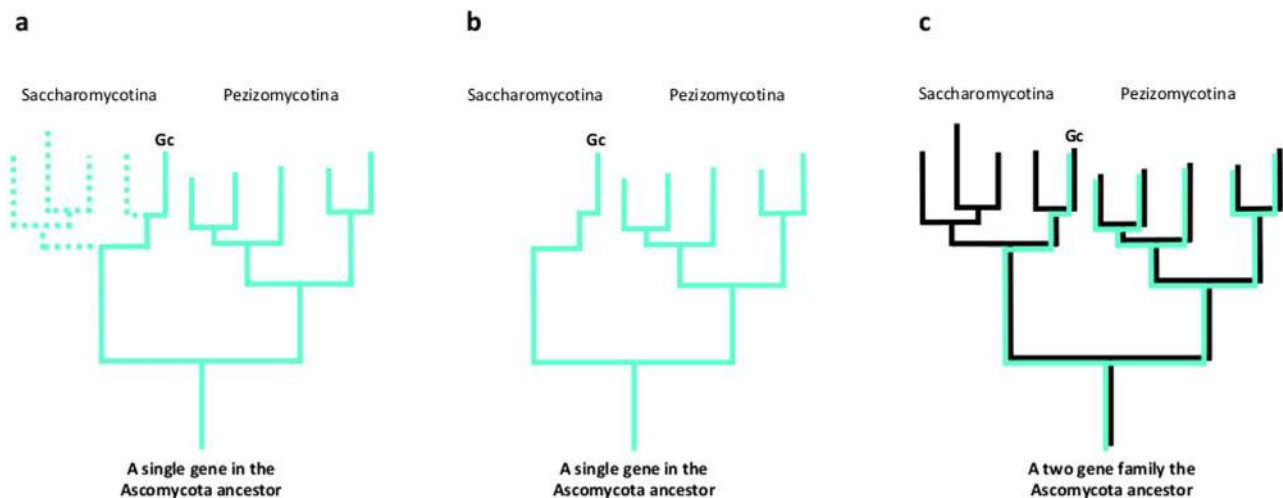 a
b
c
Saccharomycotina
Pezizomycotina
Saccharomycotina
Pezizomycotina
Saccharomycotina
Pezizomycotina
Gc
Gc
Gc
A single gene in the
Ascomycota ancestor
A single gene in the
Ascomycota ancestor
A two gene family the
Ascomycota ancestor